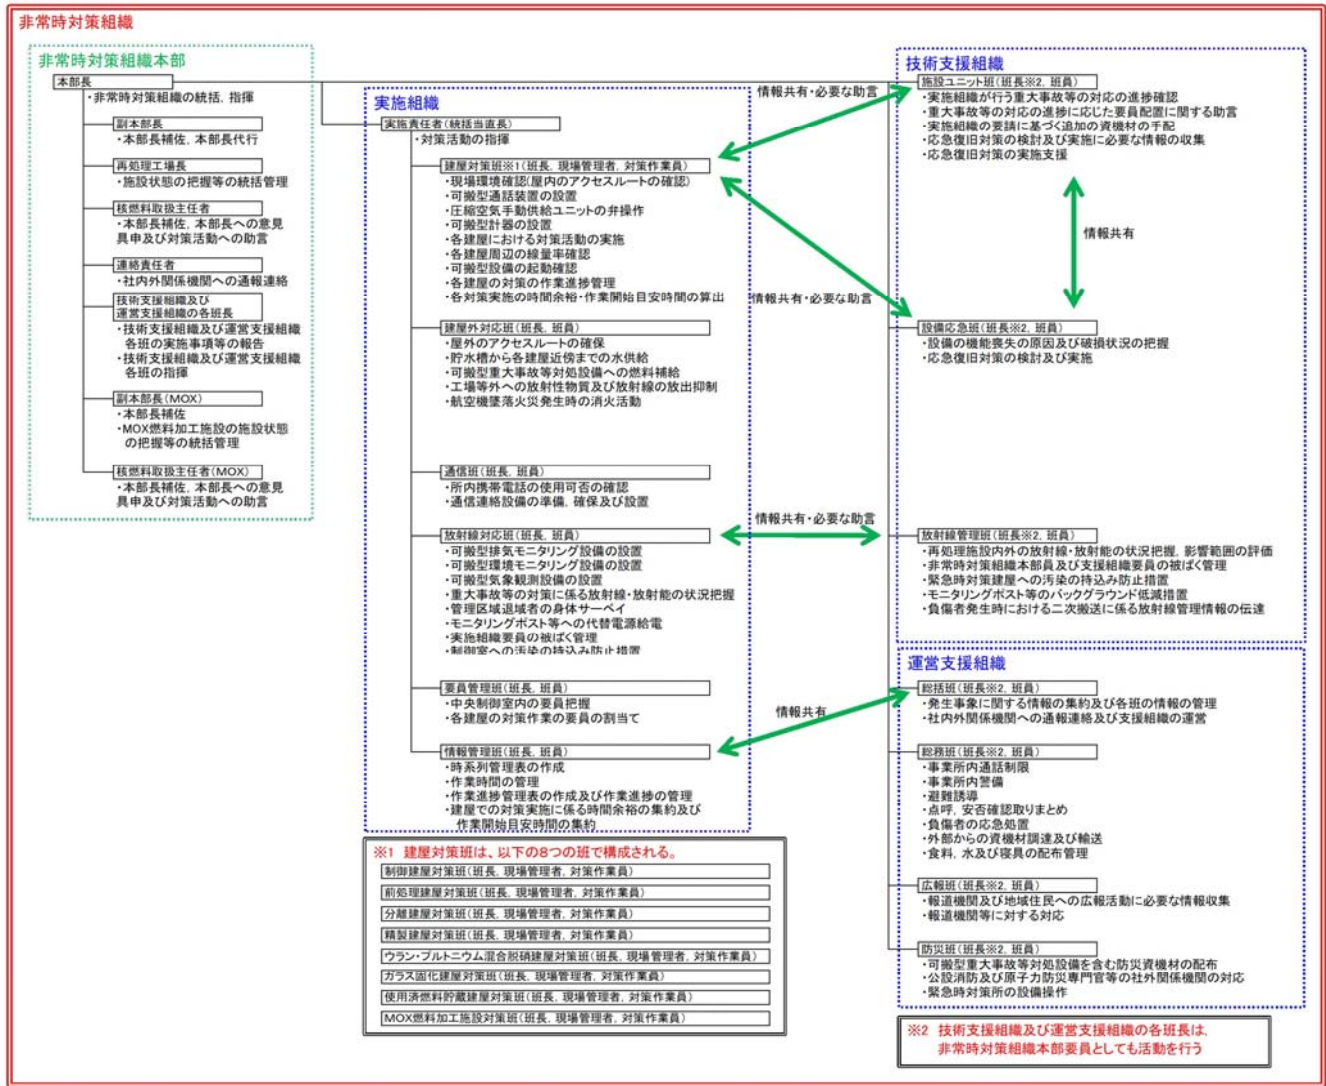 非常時対策組織
非常時対策組織本部
本部長
・非常時対策組織の統括，指揮
副本部長
・本部長補佐，本部長代行
再処理工場長
・施設状態の把握等の統括管理
核燃料取扱主任者
・本部長補佐，本部長への意見
具申及び対策活動への助言
連絡責任者
・社内外関係機関への通報連絡
技術支援組織及び
運営支援組織の各班長
・技術支援組織及び運営支援組織
各班の実施事項等の報告
・技術支援組織及び運営支援組織
各班の指揮
副本部長(MOX)
・本部長補佐
・MOX燃料加工施設の施設状態
の把握等の統括管理
核燃料取扱主任者(MOX)
・本部長補佐，本部長への意見
具申及び対策活動への助言
実施組織
実施責任者(統括当直長)
・対策活動の指揮
建屋対策班※1(班長，現場管理者，対策作業員)
・現場環境確認(屋内のアクセスルートの確認)
・可搬型通話装置の設置
・圧縮空気手動供給ユニットの弁操作
・可搬型計器の設置
・各建屋における対策活動の実施
・各建屋周辺の線量率確認
・可搬型設備の起動確認
・各建屋の対策の作業進捗管理
・各対策実施の時間余裕・作業開始目安時間の算出
建屋外対応班(班長，班員)
・屋外のアクセスルートの確保
・貯水槽から各建屋近傍までの水供給
・可搬型重大事故等対処設備への燃料補給
・工場等外への放射性物質及び放射線の放出抑制
・航空機墜落火災発生時の消火活動
通信班(班長，班員)
・所内携帯電話の使用可否の確認
・通信連絡設備の準備，確保及び設置
放射線対応班(班長，班員)
・可搬型排気モニタリング設備の設置
・可搬型環境モニタリング設備の設置
・可搬型気象観測設備の設置
・重大事故等の対策に係る放射線・放射能の状況把握
・管理区域退域者の身体サーベイ
・モニタリングポスト等への代替電源給電
・実施組織要員の被ばく管理
・制御室への汚染の持込み防止措置
要員管理班(班長，班員)
・中央制御室内の要員把握
・各建屋の対策作業の要員の割当て
情報管理班(班長，班員)
・時系列管理表の作成
・作業時間の管理
・作業進捗管理表の作成及び作業進捗の管理
・建屋での対策実施に係る時間余裕の集約及び
作業開始目安時間の集約
※1 建屋対策班は、以下の8つの班で構成される。
制御建屋対策班(班長，現場管理者，対策作業員)
前処理建屋対策班(班長，現場管理者，対策作業員)
分離建屋対策班(班長，現場管理者，対策作業員)
精製建屋対策班(班長，現場管理者，対策作業員)
ウラン・プルトニウム混合脱硝建屋対策班(班長，現場管理者，対策作業員)
ガラス固化建屋対策班(班長，現場管理者，対策作業員)
使用済燃料貯蔵建屋対策班(班長，現場管理者，対策作業員)
MOX燃料加工施設対策班(班長，現場管理者，対策作業員)
情報共有・必要な助言
情報共有・必要な助言
情報共有・必要な助言
情報共有
技術支援組織
施設ユニット班(班長※2，班員)
・実施組織が行う重大事故等の対応の進捗確認
・重大事故等の対応の進捗に応じた要員配置に関する助言
・実施組織の要請に基づく追加の資機材の手配
・応急復旧対策の検討及び実施に必要な情報の収集
・応急復旧対策の実施支援
情報共有
設備応急班(班長※2，班員)
・設備の機能喪失の原因及び破損状況の把握
・応急復旧対策の検討及び実施
放射線管理班(班長※2，班員)
・再処理施設内外の放射線・放射能の状況把握，影響範囲の評価
・非常時対策組織本部員及び支援組織要員の被ばく管理
・緊急時対策建屋への汚染の持込み防止措置
・モニタリングポスト等のバックグラウンド低減措置
・負傷者発生時における二次搬送に係る放射線管理情報の伝達
運営支援組織
総括班(班長※2，班員)
・発生事象に関する情報の集約及び各班の情報の管理
・社内外関係機関への通報連絡及び支援組織の運営
総務班(班長※2，班員)
・事業所内通話制限
・事業所内警備
・避難誘導
・点呼，安否確認取りまとめ
・負傷者の応急処置
・外部からの資機材調達及び輸送
・食料，水及び寝具の配布管理
広報班(班長※2，班員)
・報道機関及び地域住民への広報活動に必要な情報収集
・報道機関等に対する対応
防災班(班長※2，班員)
・可搬型重大事故等対処設備を含む防災資機材の配布
・公設消防及び原子力防災専門官等の社外関係機関の対応
・緊急時対策所の設備操作
※2 技術支援組織及び運営支援組織の各班長は，
非常時対策組織本部要員としても活動を行う